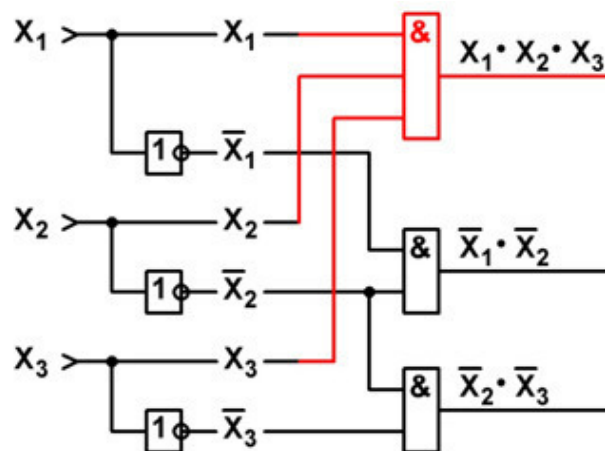 X₁ X₁ & X₁ · X₂ · X₃
1 X̅₁
X₂ X₂ & X̅₁ · X̅₂
1 X̅₂
X₃ X₃ & X̅₂ · X̅₃
1 X̅₃